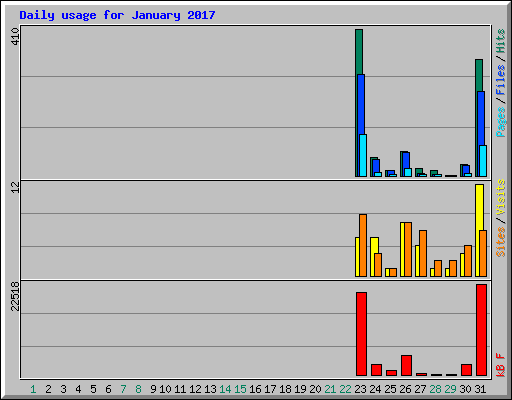 Daily usage for January 2017
410
Pages/Files/Hits
12
Sites/Visits
22518
kB F
1 2 3 4 5 6 7 8 9 10 11 12 13 14 15 16 17 18 19 20 21 22 23 24 25 26 27 28 29 30 31